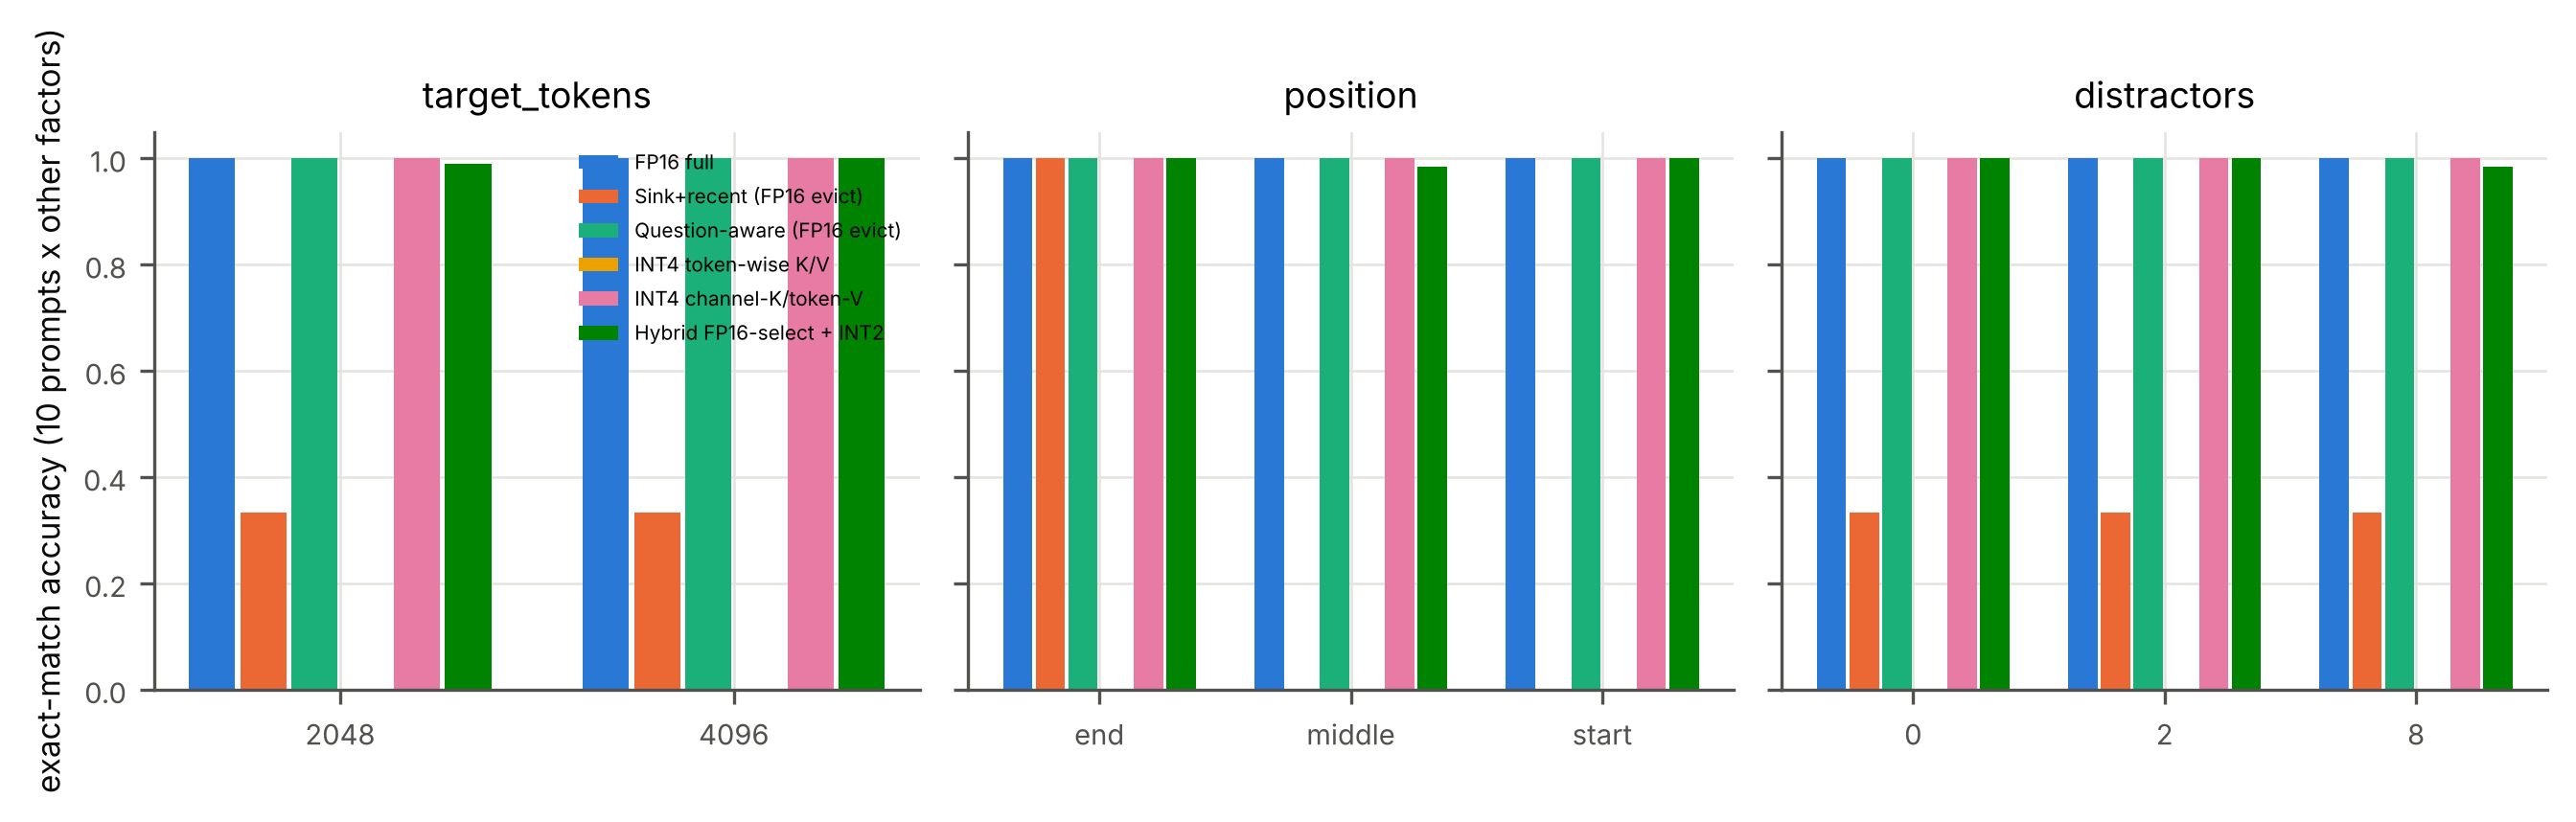 exact-match accuracy (10 prompts x other factors)
target_tokens
1.0
0.8
0.6
0.4
0.2
0.0
2048
4096
FP16 full
Sink+recent (FP16 evict)
Question-aware (FP16 evict)
INT4 token-wise K/V
INT4 channel-K/token-V
Hybrid FP16-select + INT2
position
end
middle
start
distractors
0
2
8